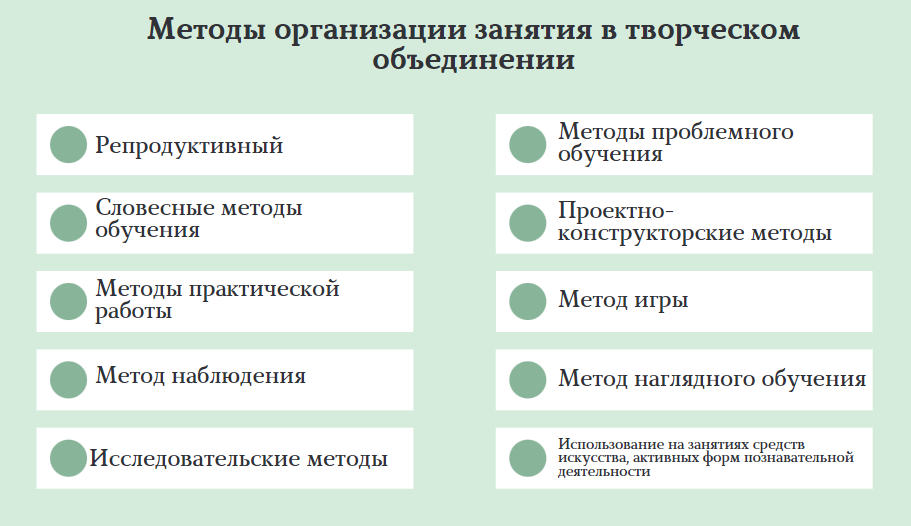 Методы организации занятия в творческом
объединении
Репродуктивный
Словесные методы
обучения
Методы практической
работы
Метод наблюдения
Исследовательские методы
Методы проблемного
обучения
Проектно-
конструкторские методы
Метод игры
Метод наглядного обучения
Использование на занятиях средств
искусства, активных форм познавательной
деятельности